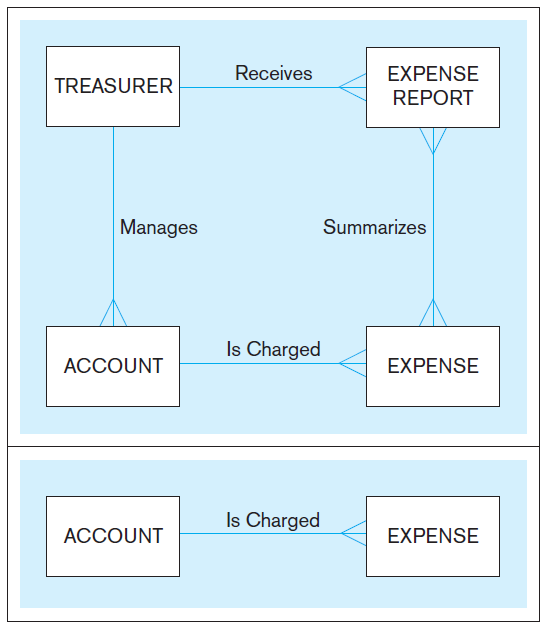 TREASURER
Receives
EXPENSE
REPORT
Manages
Summarizes
ACCOUNT
Is Charged
EXPENSE
ACCOUNT
Is Charged
EXPENSE